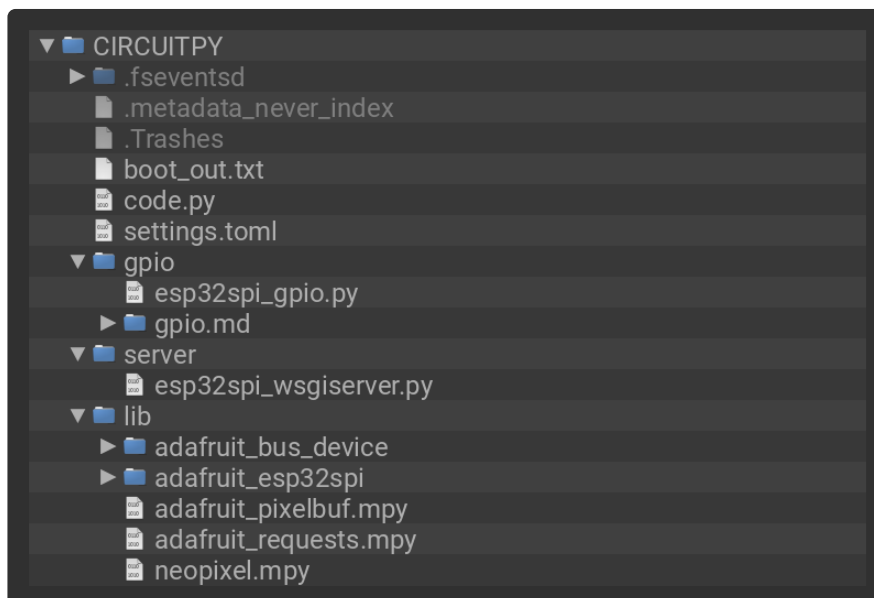 CIRCUITPY
.fseventsd
.metadata_never_index
.Trashes
boot_out.txt
code.py
settings.toml
gpio
esp32spi_gpio.py
gpio.md
server
esp32spi_wsgiserver.py
lib
adafruit_bus_device
adafruit_esp32spi
adafruit_pixelbuf.mpy
adafruit_requests.mpy
neopixel.mpy